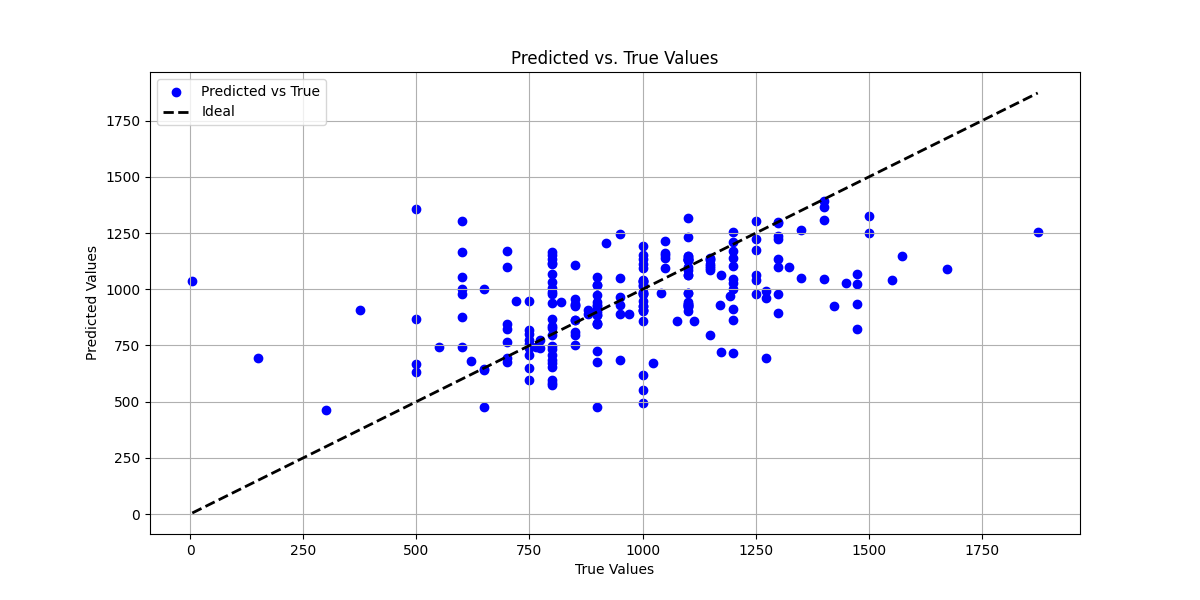 Predicted vs. True Values
Predicted vs True
Ideal
Predicted Values
1750
1500
1250
1000
750
500
250
0
0 250 500 750 1000 1250 1500 1750
True Values